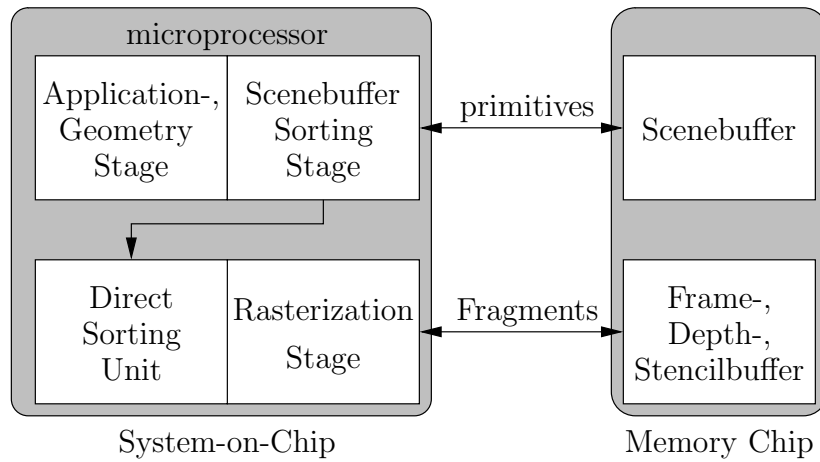 microprocessor
Application-,
Geometry
Stage
Scenebuffer
Sorting
Stage
primitives
Scenebuffer
Direct
Sorting
Unit
Rasterization
Stage
Fragments
Frame-,
Depth-,
Stencilbuffer
System-on-Chip
Memory Chip